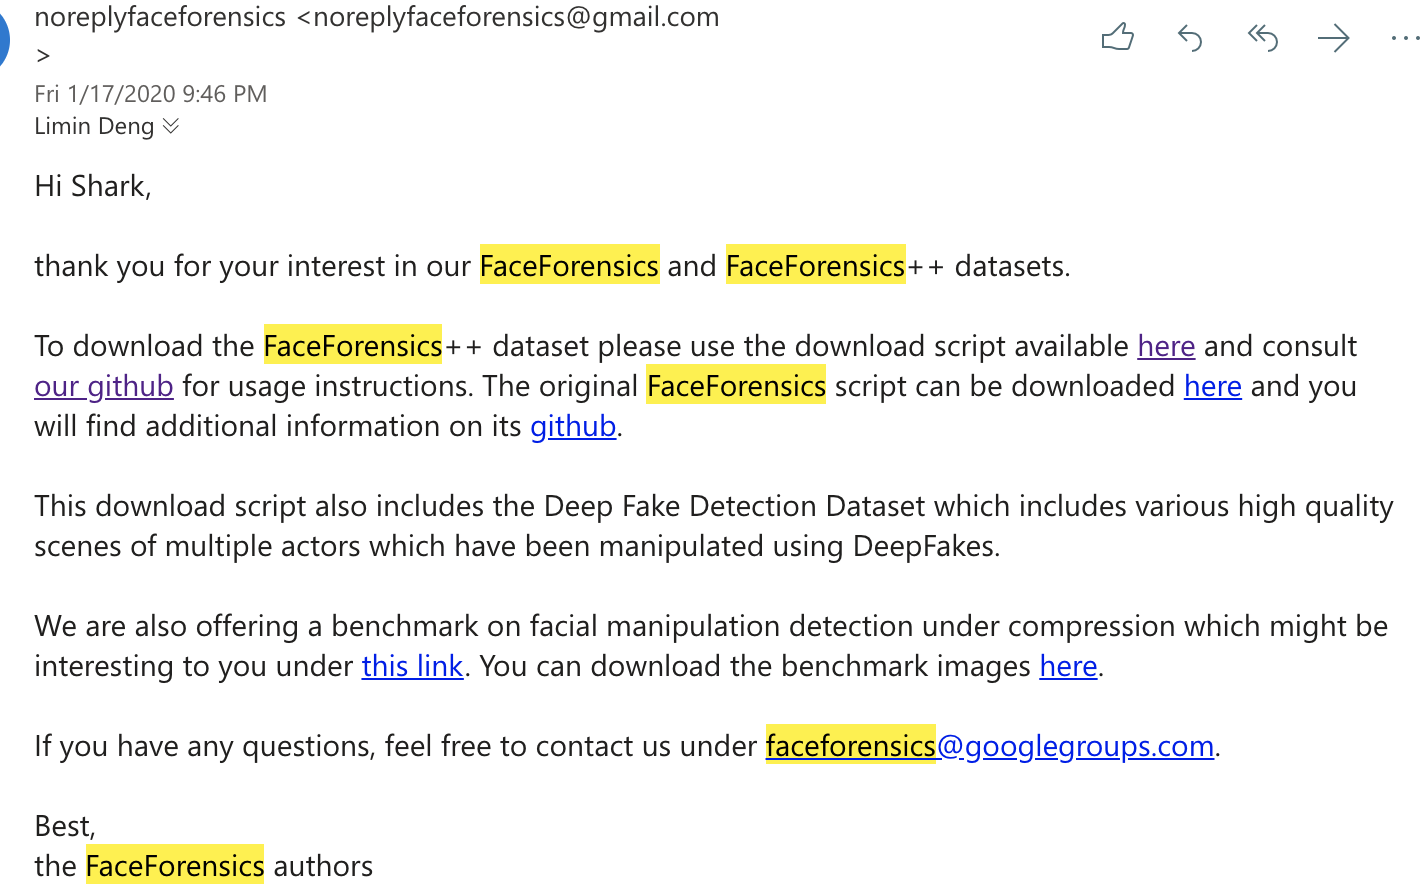 noreplyfaceforensics <noreplyfaceforensics@gmail.com
>
Fri 1/17/2020 9:46 PM
Limin Deng
Hi Shark,
thank you for your interest in our FaceForensics and FaceForensics++ datasets.
To download the FaceForensics++ dataset please use the download script available here and consult
our github for usage instructions. The original FaceForensics script can be downloaded here and you
will find additional information on its github.
This download script also includes the Deep Fake Detection Dataset which includes various high quality
scenes of multiple actors which have been manipulated using DeepFakes.
We are also offering a benchmark on facial manipulation detection under compression which might be
interesting to you under this link. You can download the benchmark images here.
If you have any questions, feel free to contact us under faceforensics@googlegroups.com.
Best,
the FaceForensics authors